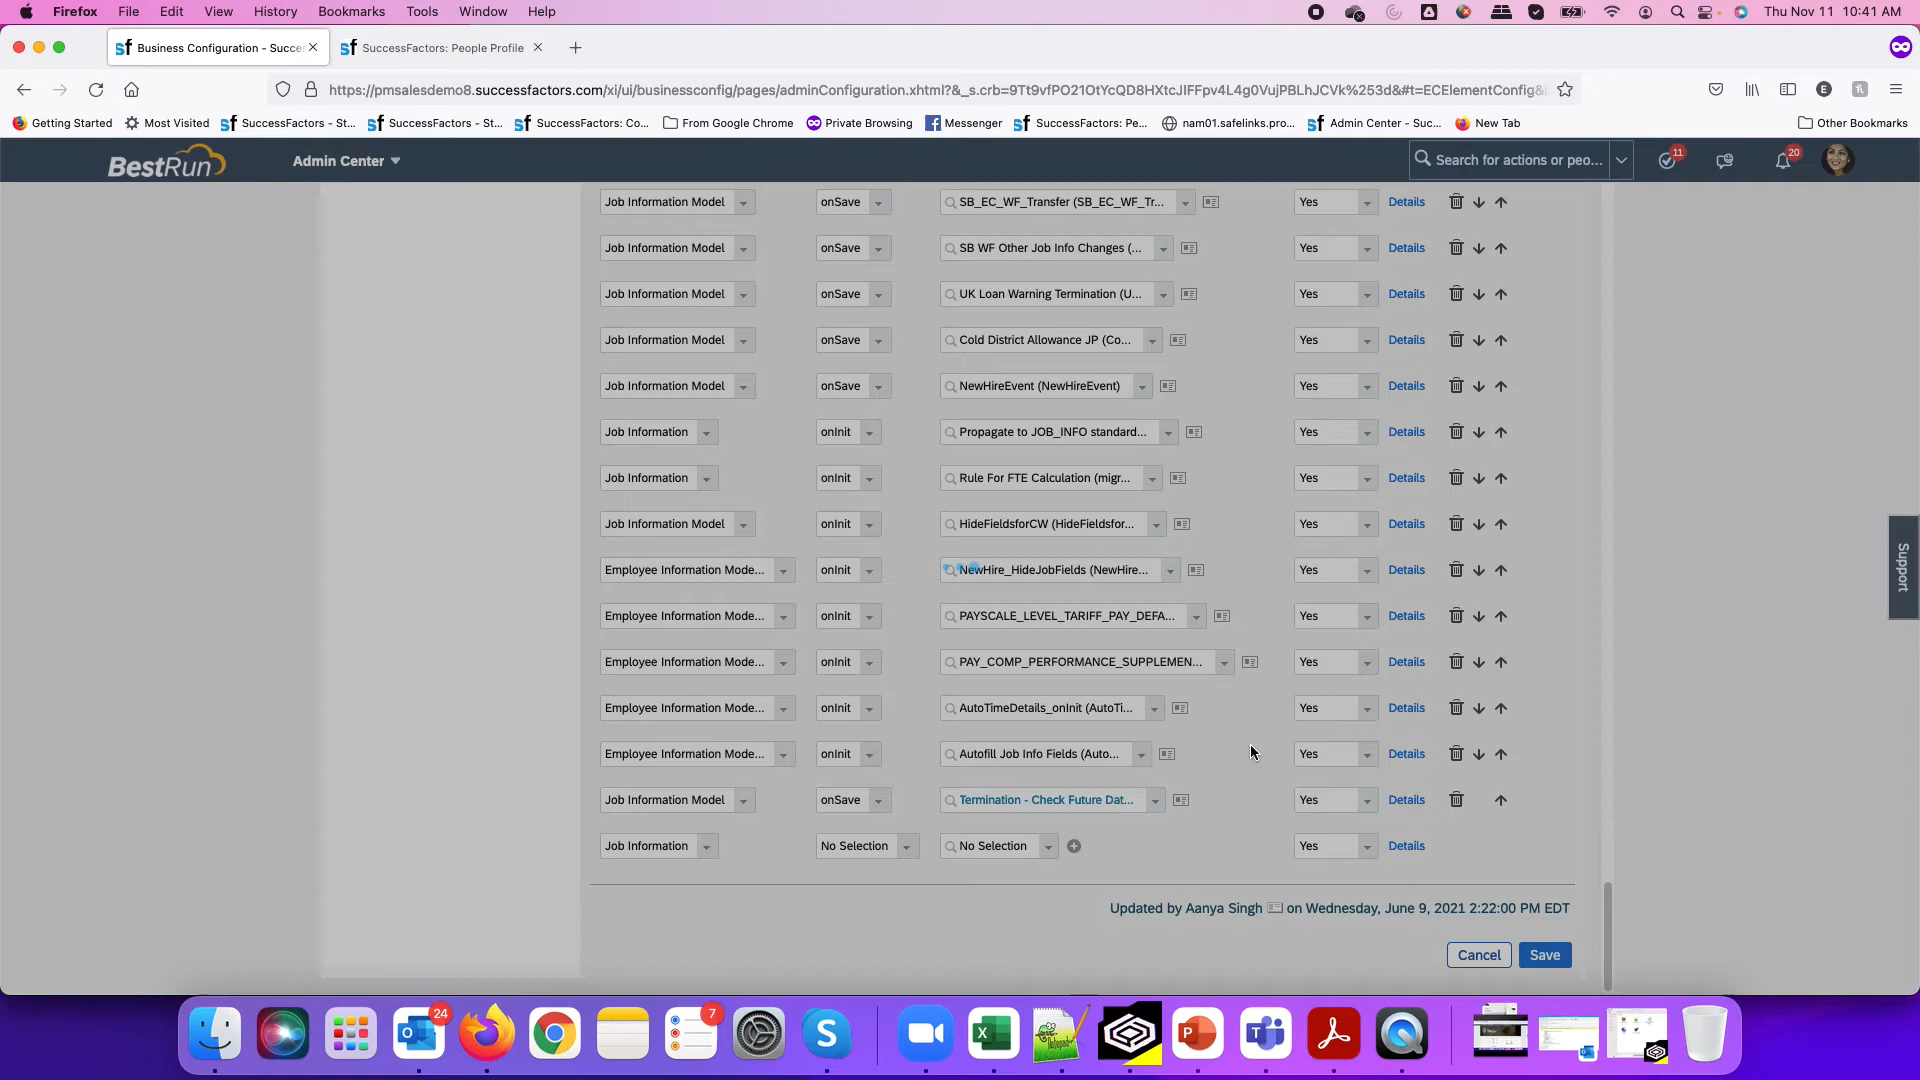 Firefox File Edit View History Bookmarks Tools Window Help Thu Nov 11 10:41 AM
Business Configuration - Succe SuccessFactors: People Profile
https://pmsalesdemo8.successfactors.com/xi/ui/businessconfig/pages/adminConfiguration.xhtml?&_s.crb=9Tt9vfPO21OtYcQD8HXtcJIFFpv4L4g0VujPBLhJCVk%253d&#t=ECElementConfig&
Getting Started Most Visited SuccessFactors - St... SuccessFactors - St... SuccessFactors: Co... From Google Chrome Private Browsing Messenger SuccessFactors: Pe... nam01.safelinks.pro... Admin Center - Suc... New Tab Other Bookmarks
BestRun Admin Center Search for actions or peo... 11 20
Job Information Model onSave SB_EC_WF_Transfer (SB_EC_WF_Tr... Yes Details
Job Information Model onSave SB WF Other Job Info Changes (... Yes Details
Job Information Model onSave UK Loan Warning Termination (U... Yes Details
Job Information Model onSave Cold District Allowance JP (Co... Yes Details
Job Information Model onSave NewHireEvent (NewHireEvent) Yes Details
Job Information onInit Propagate to JOB_INFO standard... Yes Details
Job Information onInit Rule For FTE Calculation (migr... Yes Details
Job Information Model onInit HideFieldsforCW (HideFieldsfor... Yes Details
Employee Information Mode... onInit NewHire_HideJobFields (NewHire... Yes Details
Employee Information Mode... onInit PAYSCALE_LEVEL_TARIFF_PAY_DEFA... Yes Details
Employee Information Mode... onInit PAY_COMP_PERFORMANCE_SUPPLEMEN... Yes Details
Employee Information Mode... onInit AutoTimeDetails_onInit (AutoTi... Yes Details
Employee Information Mode... onInit Autofill Job Info Fields (Auto... Yes Details
Job Information Model onSave Termination - Check Future Dat... Yes Details
Job Information No Selection No Selection Yes Details
Support
Updated by Aanya Singh on Wednesday, June 9, 2021 2:22:00 PM EDT
Cancel Save
24 7